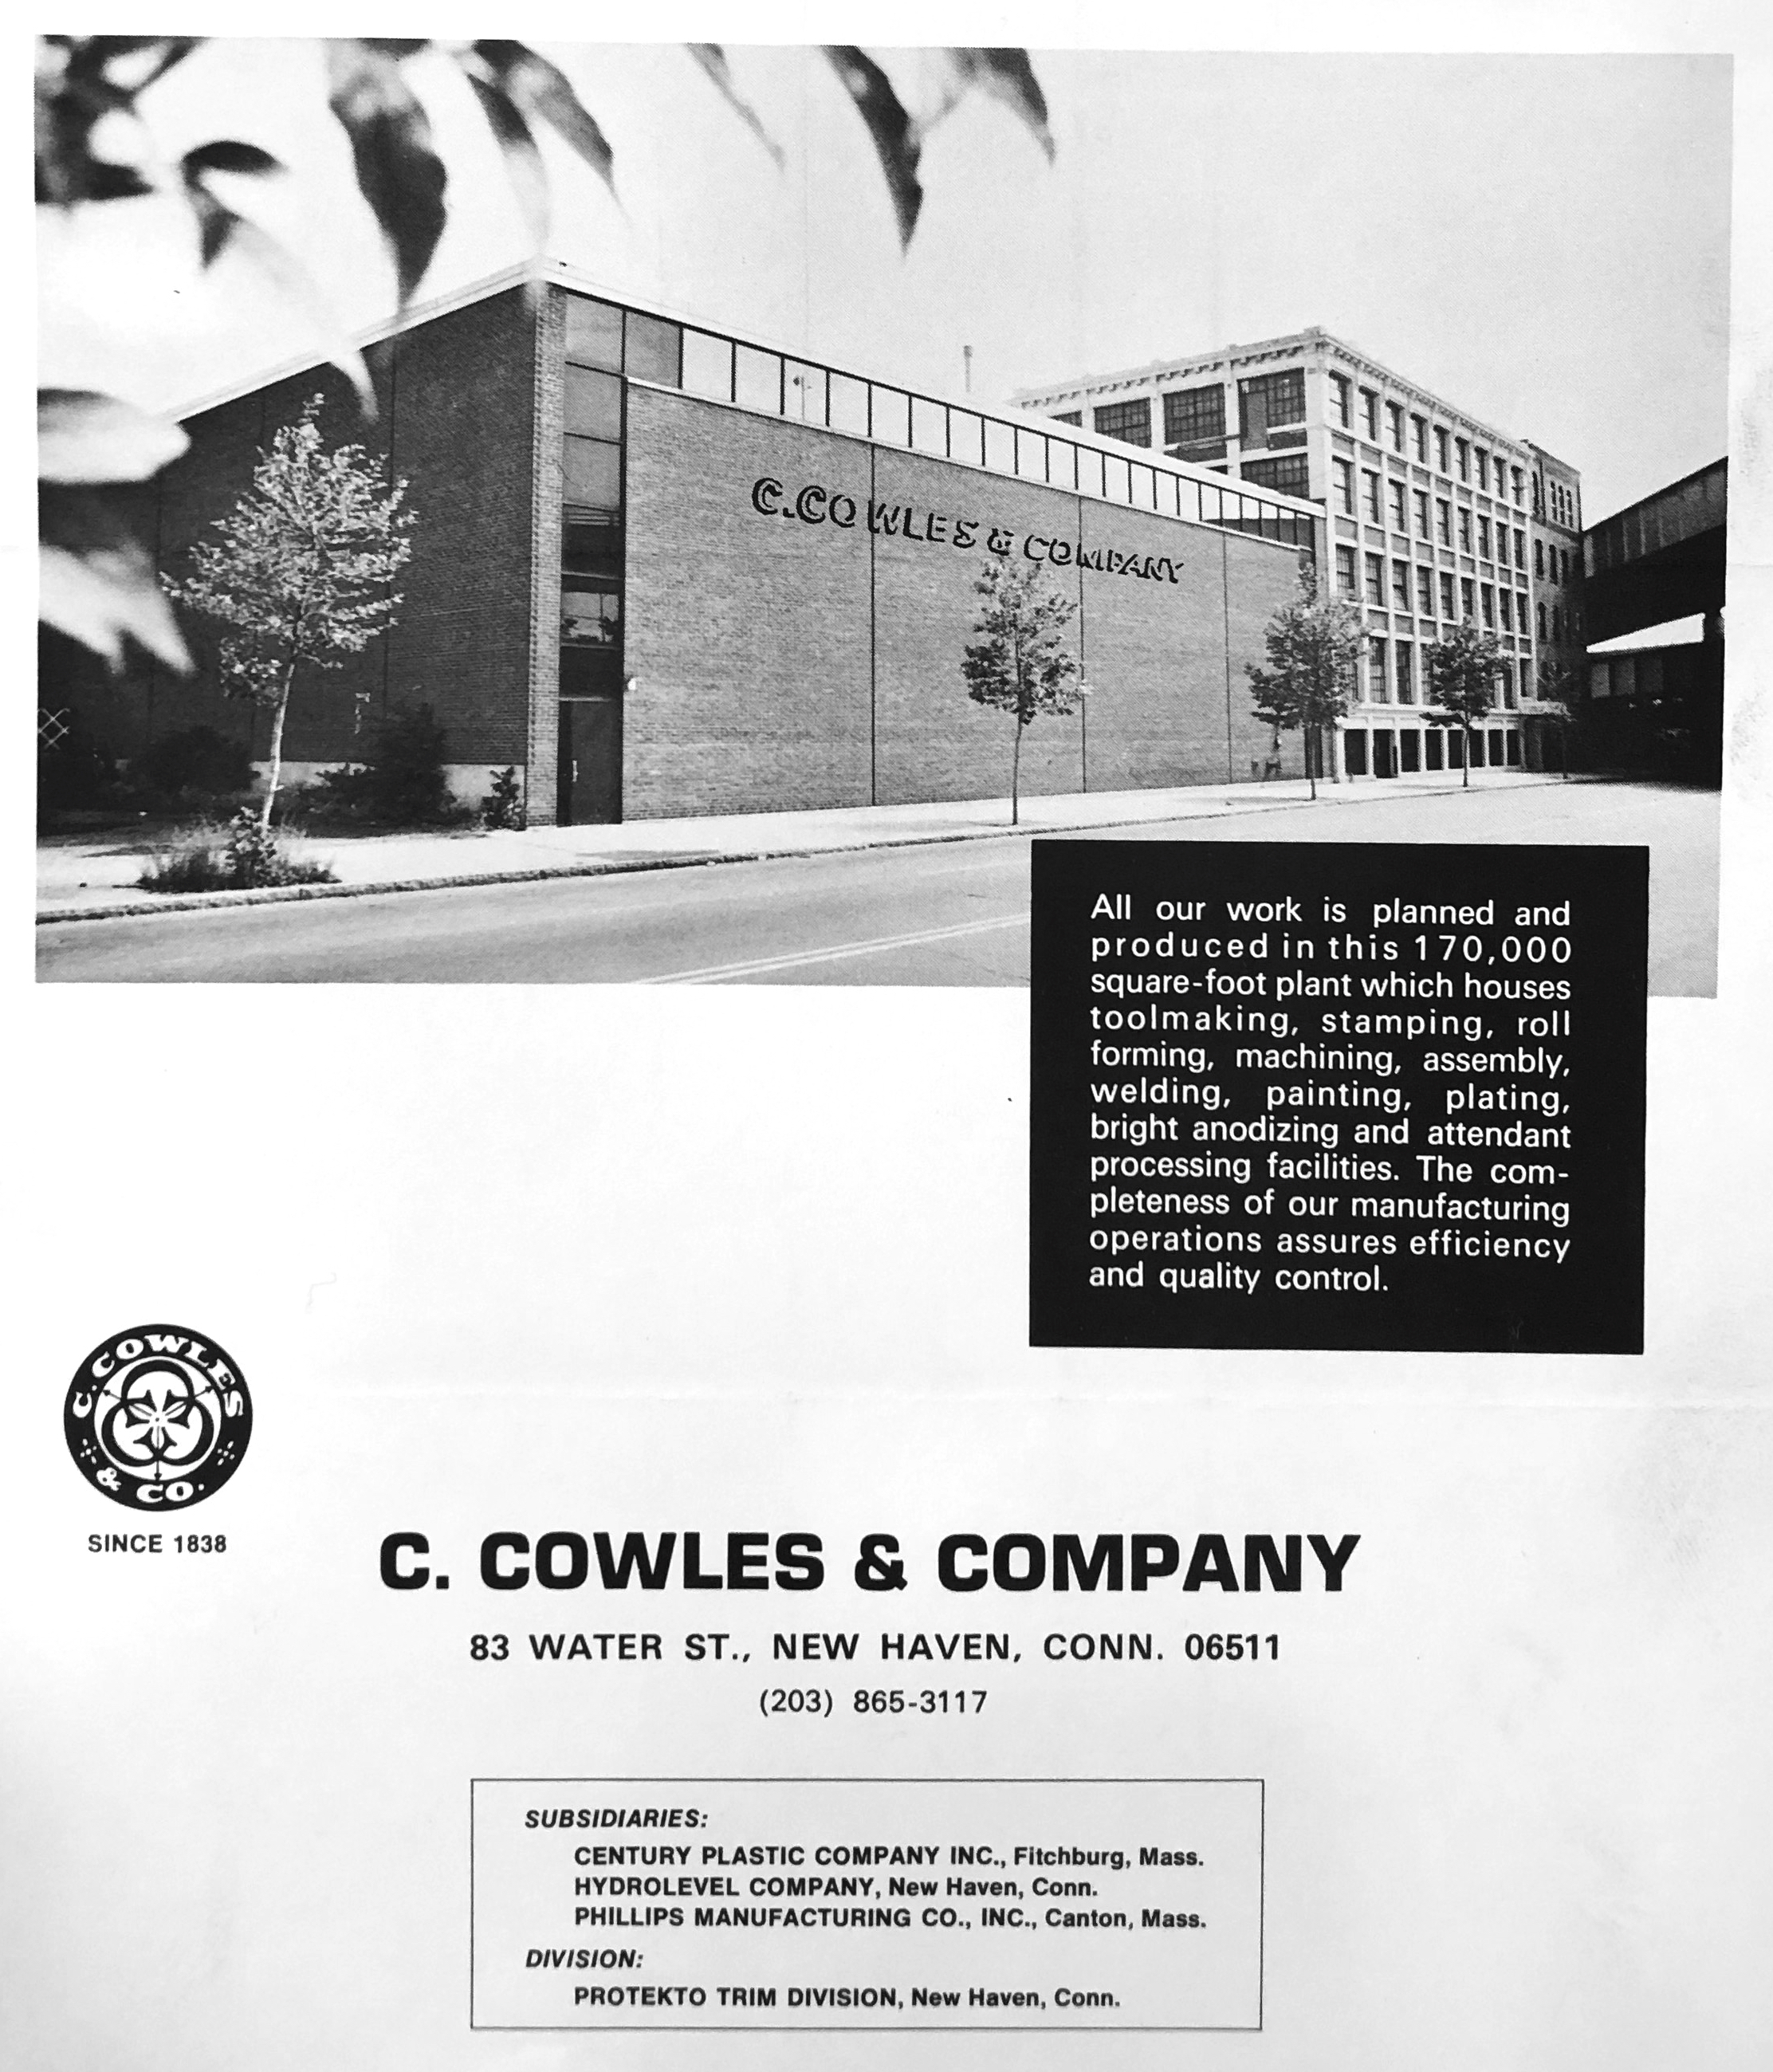 C. COWLES & COMPANY
All our work is planned and
produced in this 170,000
square-foot plant which houses
toolmaking, stamping, roll
forming, machining, assembly,
welding, painting, plating,
bright anodizing and attendant
processing facilities. The com-
pleteness of our manufacturing
operations assures efficiency
and quality control.
C. COWLES
& CO.
SINCE 1838
C. COWLES & COMPANY
83 WATER ST., NEW HAVEN, CONN. 06511
(203) 865-3117
SUBSIDIARIES:
CENTURY PLASTIC COMPANY INC., Fitchburg, Mass.
HYDROLEVEL COMPANY, New Haven, Conn.
PHILLIPS MANUFACTURING CO., INC., Canton, Mass.
DIVISION:
PROTEKTO TRIM DIVISION, New Haven, Conn.